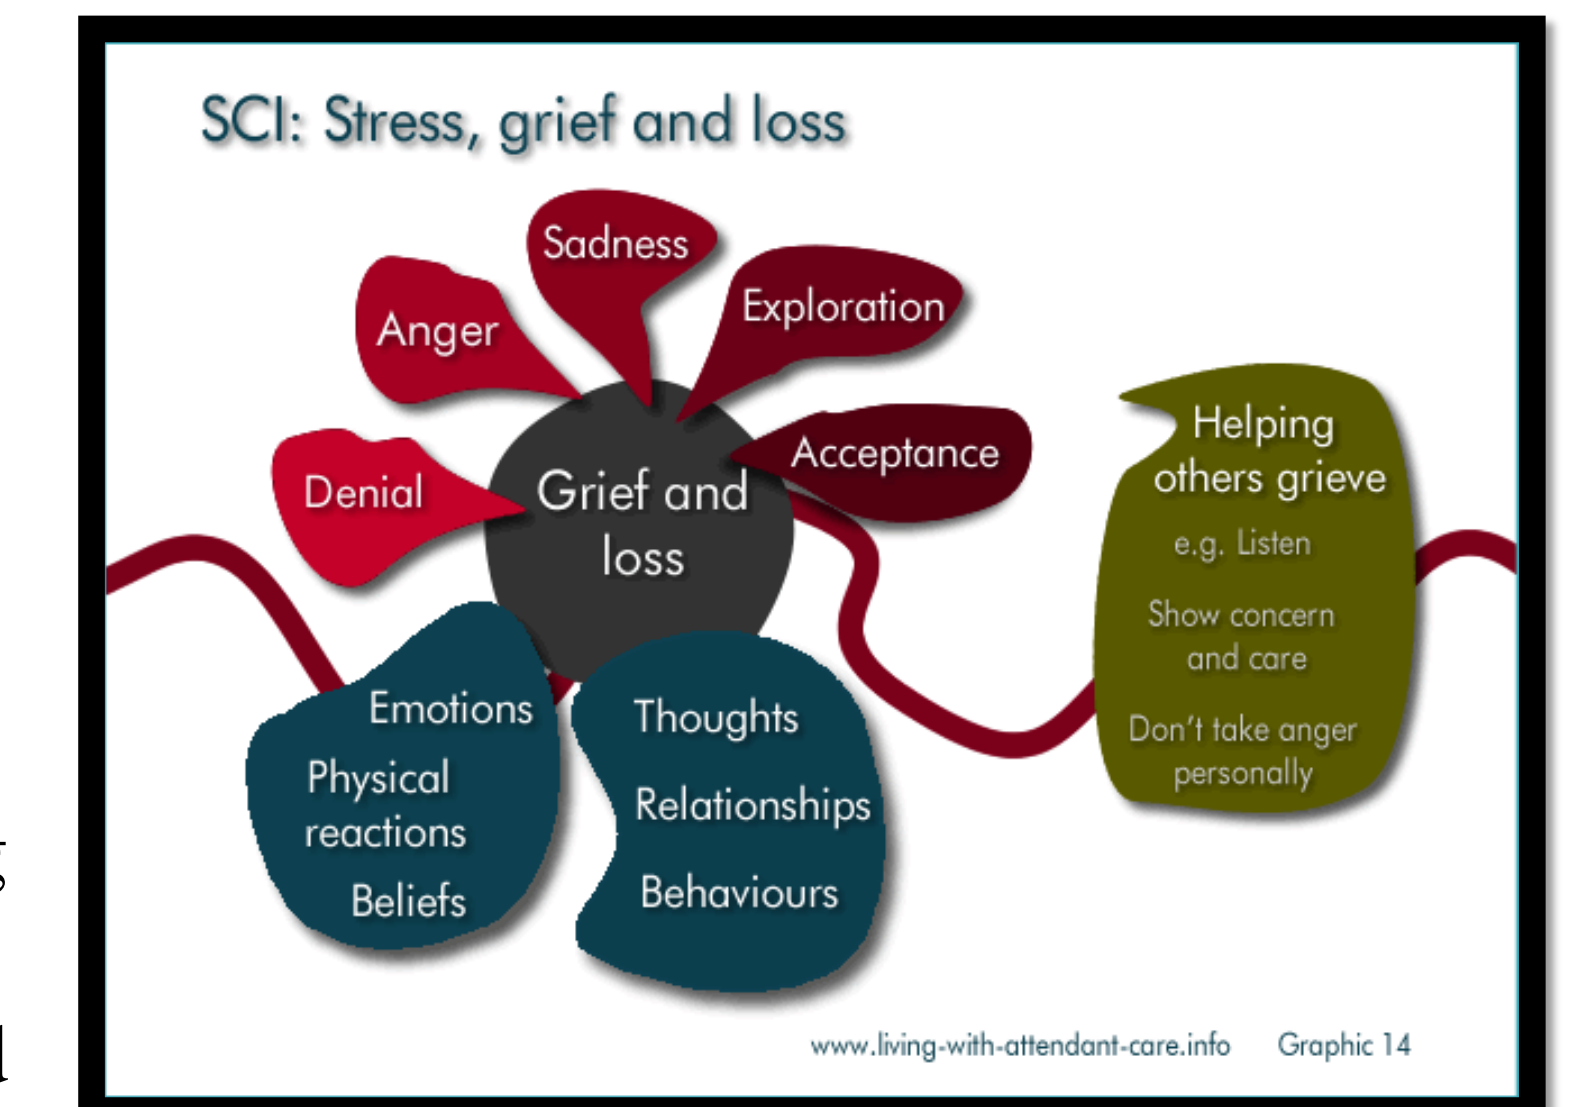 SCI: Stress, grief and loss
Sadness
Exploration
Anger
Acceptance
Denial
Grief and
loss
Helping
others grieve
e.g. Listen
Show concern
and care
Don't take anger
personally
Emotions
Physical
reactions
Beliefs
Thoughts
Relationships
Behaviours
www.living-with-attendant-care.info Graphic 14